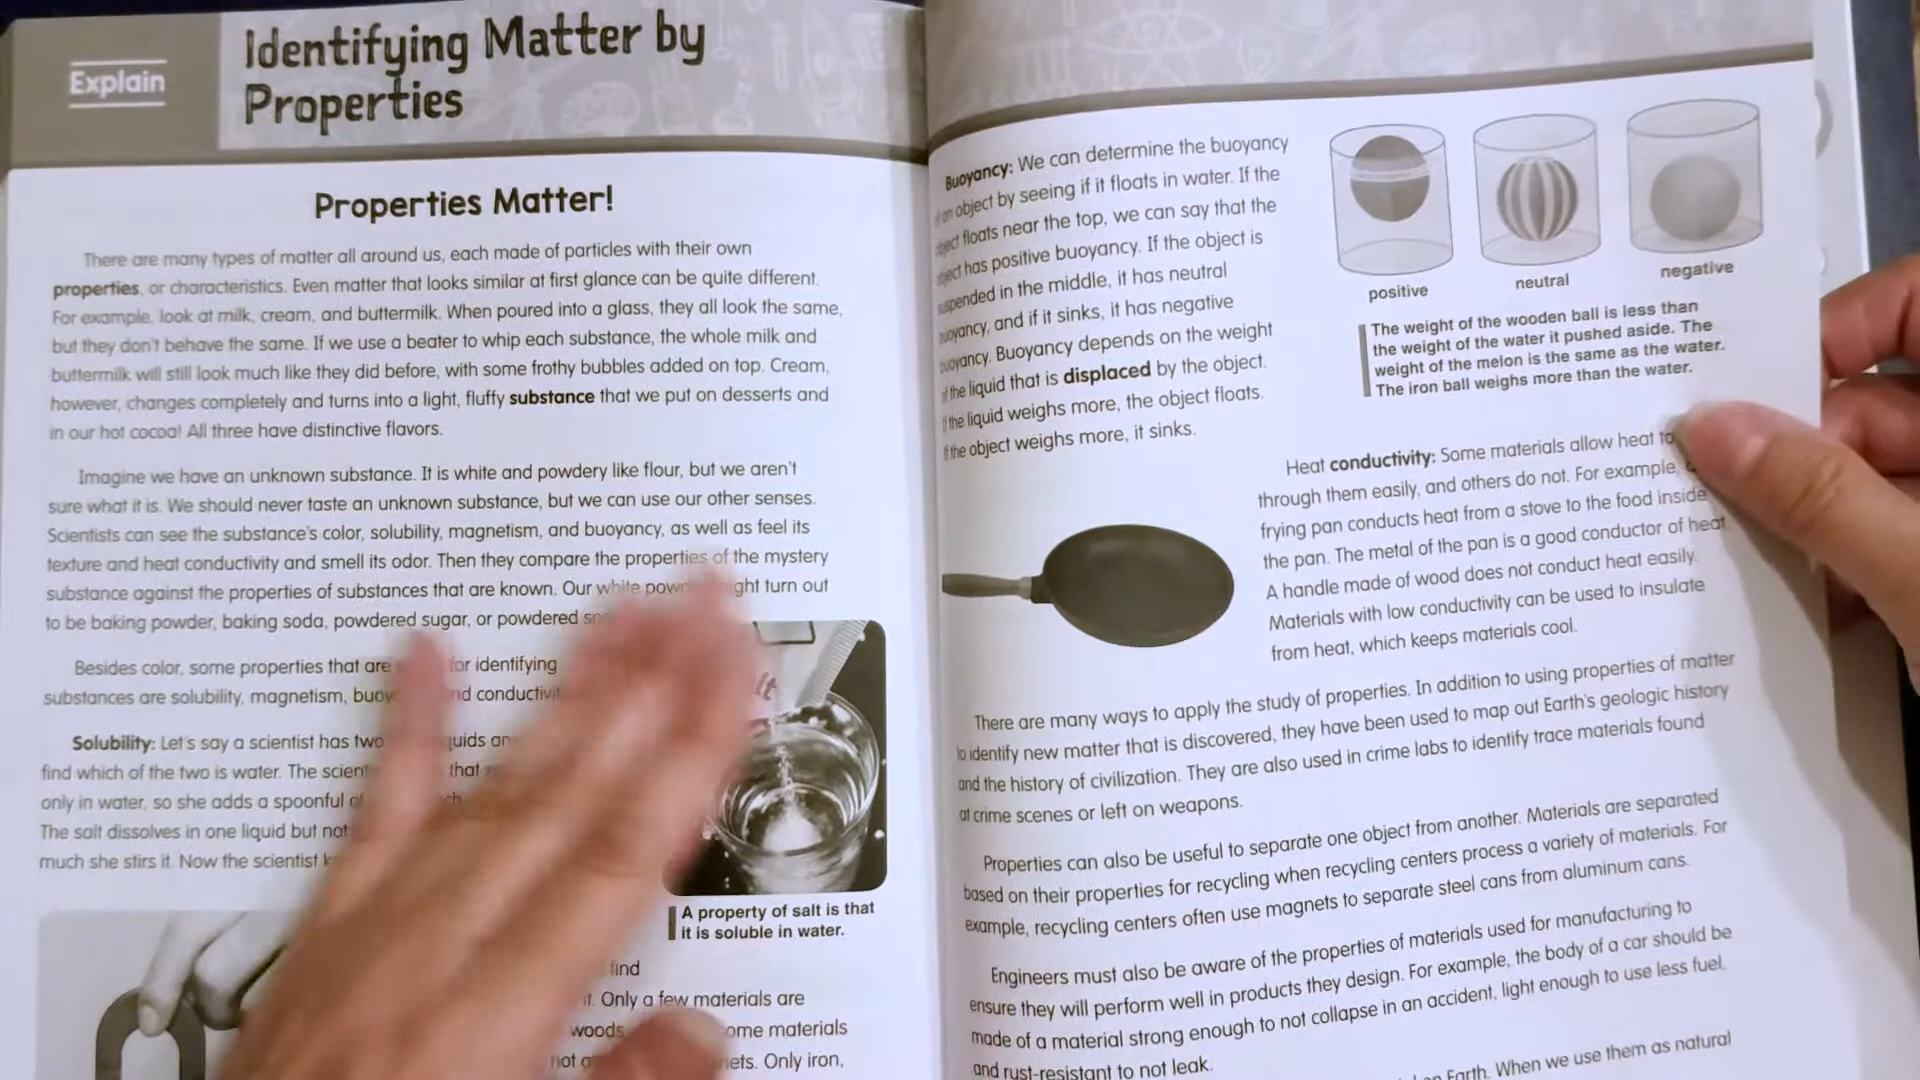 Explain
Identifying Matter by
Properties
Properties Matter!
There are many types of matter all around us, each made of particles with their own
properties, or characteristics. Even matter that looks similar at first glance can be quite different.
For example, look at milk, cream, and buttermilk. When poured into a glass, they all look the same,
but they don't behave the same. If we use a beater to whip each substance, the whole milk and
buttermilk will still look much like they did before, with some frothy bubbles added on top. Cream,
however, changes completely and turns into a light, fluffy substance that we put on desserts and
in our hot cocoa! All three have distinctive flavors.
Imagine we have an unknown substance. It is white and powdery like flour, but we aren't
sure what it is. We should never taste an unknown substance, but we can use our other senses.
Scientists can see the substance's color, solubility, magnetism, and buoyancy, as well as feel its
texture and heat conductivity and smell its odor. Then they compare the properties of the mystery
substance against the properties of substances that are known. Our white turn out
to be baking powder, baking soda, powdered sugar, or powdered
Besides color, some properties that are for identifying
substances are solubility, magnetism,
Solubility: Let's say a scientist has two
find which of the two is water. The that
only in water, so she adds a spoonful
The salt dissolves in one liquid but not
much she stirs it. Now the scientist
A property of salt is that
it is soluble in water.
find
it. Only a few materials are
woods materials
Only iron,
Buoyancy: We can determine the buoyancy
object by seeing if it floats in water. If the
floats near the top, we can say that the
has positive buoyancy. If the object is
in the middle, it has neutral
and if it sinks, it has negative
Buoyancy depends on the weight
the liquid that is displaced by the object.
the liquid weighs more, the object floats.
the object weighs more, it sinks.
positive
neutral
negative
The weight of the wooden ball is less than
the weight of the water it pushed aside. The
weight of the melon is the same as the water.
The iron ball weighs more than the water.
Heat conductivity: Some materials allow heat
through them easily, and others do not. For example,
frying pan conducts heat from a stove to the food inside
the pan. The metal of the pan is a good conductor of heat.
A handle made of wood does not conduct heat easily.
Materials with low conductivity can be used to insulate
from heat, which keeps materials cool.
There are many ways to apply the study of properties. In addition to using properties of matter
to identify new matter that is discovered, they have been used to map out Earth's geologic history
and the history of civilization. They are also used in crime labs to identify trace materials found
at crime scenes or left on weapons.
Properties can also be useful to separate one object from another. Materials are separated
based on their properties for recycling when recycling centers process a variety of materials. For
example, recycling centers often use magnets to separate steel cans from aluminum cans.
Engineers must also be aware of the properties of materials used for manufacturing to
ensure they will perform well in products they design. For example, the body of a car should be
made of a material strong enough to not collapse in an accident, light enough to use less fuel,
and rust-resistant to not leak.
on Earth. When we use them as natural